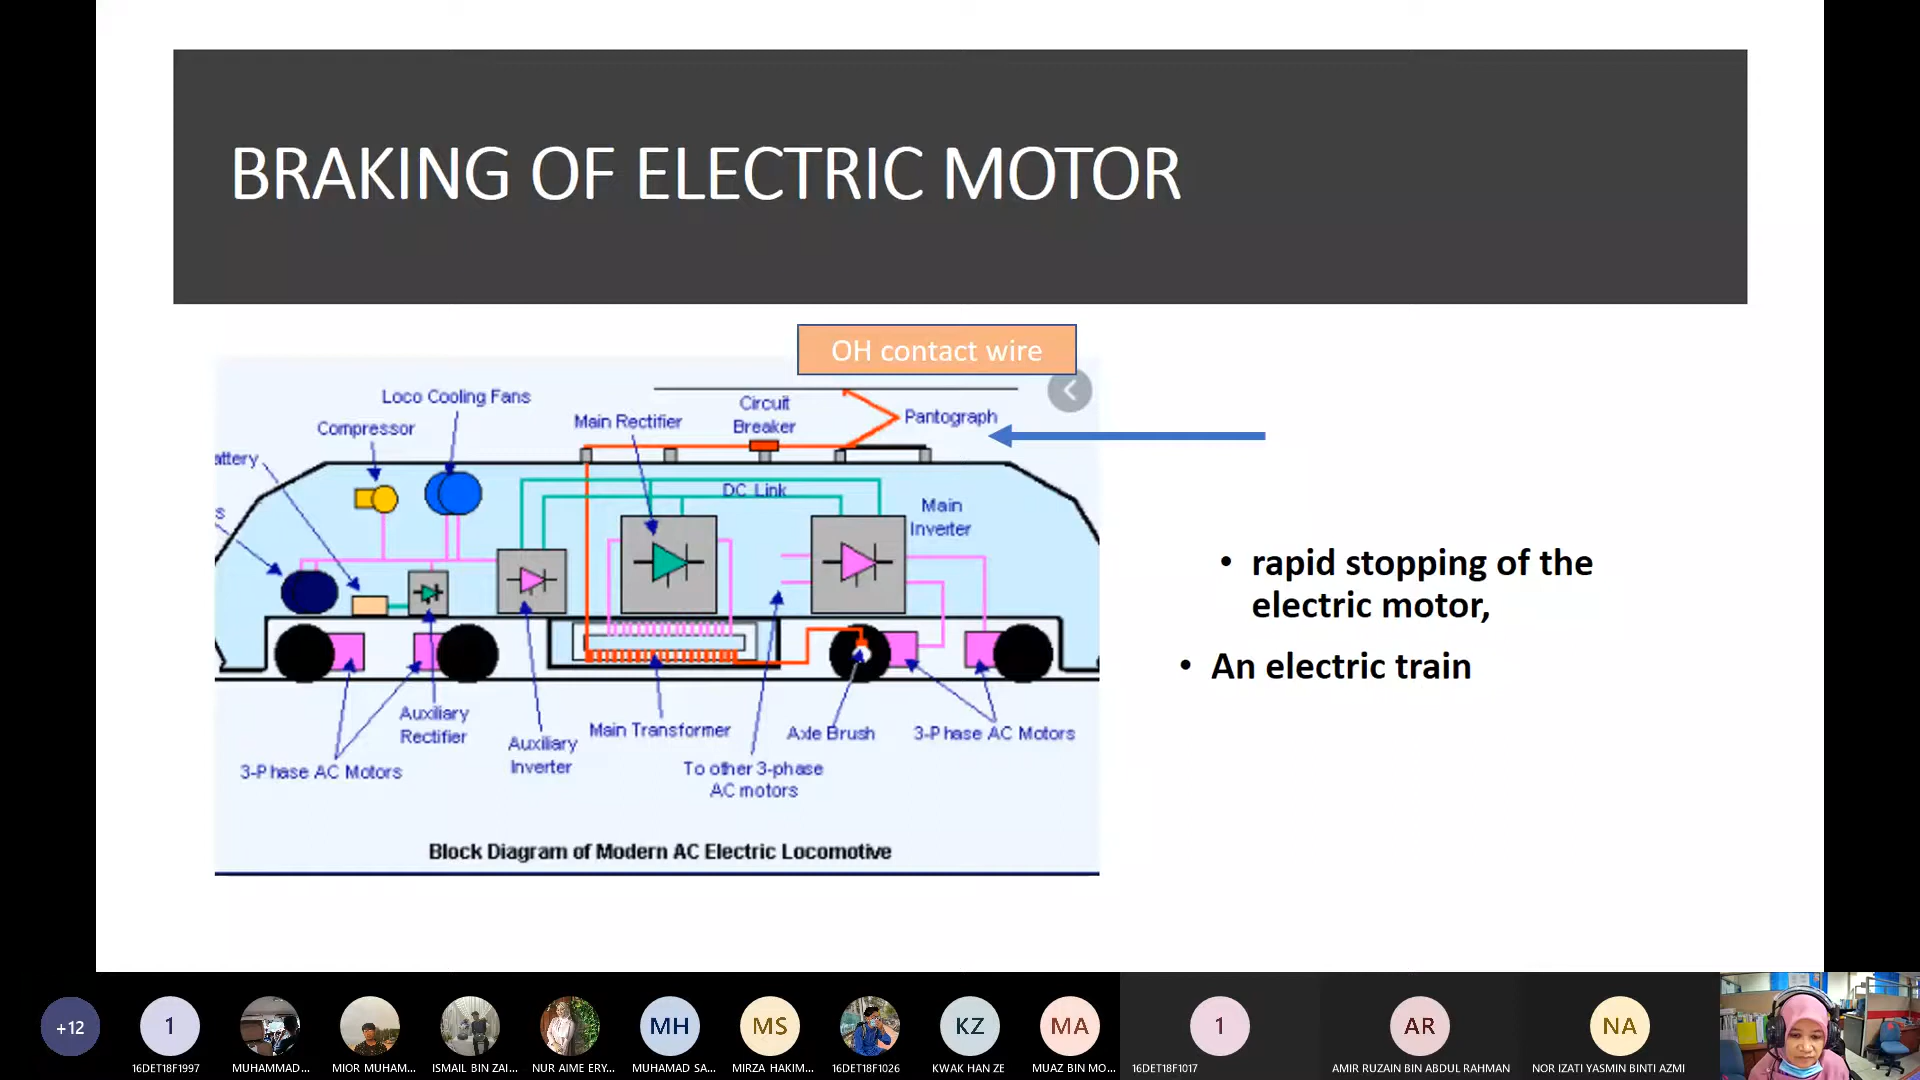 BRAKING OF ELECTRIC MOTOR
OH contact wire
Loco Cooling Fans
Compressor
Main Rectifier
Circuit
Breaker
Pantograph
attery
s
DC Link
Main
Inverter
• rapid stopping of the
electric motor,
• An electric train
Auxiliary
Rectifier
Auxiliary
Inverter
Main Transformer
Axle Brush
3-Phase AC Motors
3-Phase AC Motors
To other 3-phase
AC motors
Block Diagram of Modern AC Electric Locomotive
+12
1
MH
MS
KZ
MA
1
AR
NA
16DET18F1997
MUHAMMAD...
MIOR MUHAM...
ISMAIL BIN ZAI...
NUR AIME ERY...
MUHAMAD SA...
MIRZA HAKIM...
16DET18F1026
KWAK HAN ZE
MUAZ BIN MO...
16DET18F1017
AMIR RUZAIN BIN ABDUL RAHMAN
NOR IZATI YASMIN BINTI AZMI